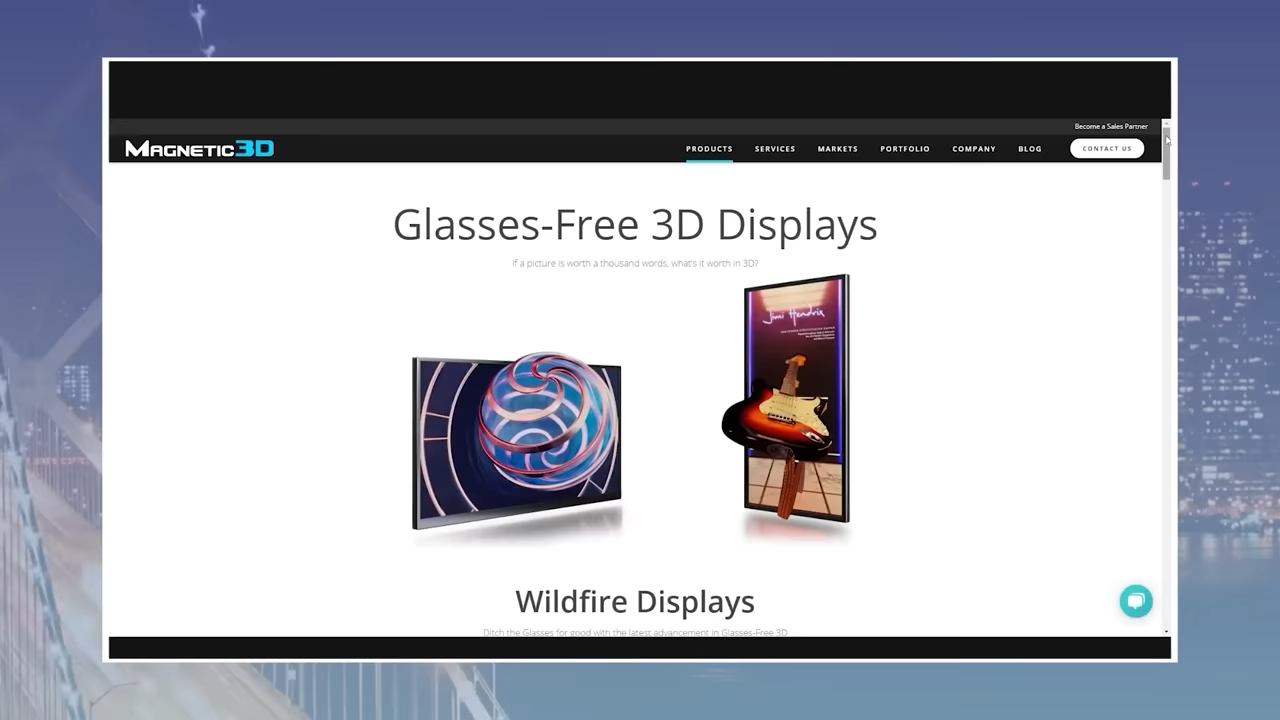 Become a Sales Partner
MAGNETIC3D
PRODUCTS SERVICES MARKETS PORTFOLIO COMPANY BLOG CONTACT US
Glasses-Free 3D Displays
If a picture is worth a thousand words, what's it worth in 3D?
Jimi Hendrix
Wildfire Displays
Ditch the Glasses for good with the latest advancement in Glasses-Free 3D